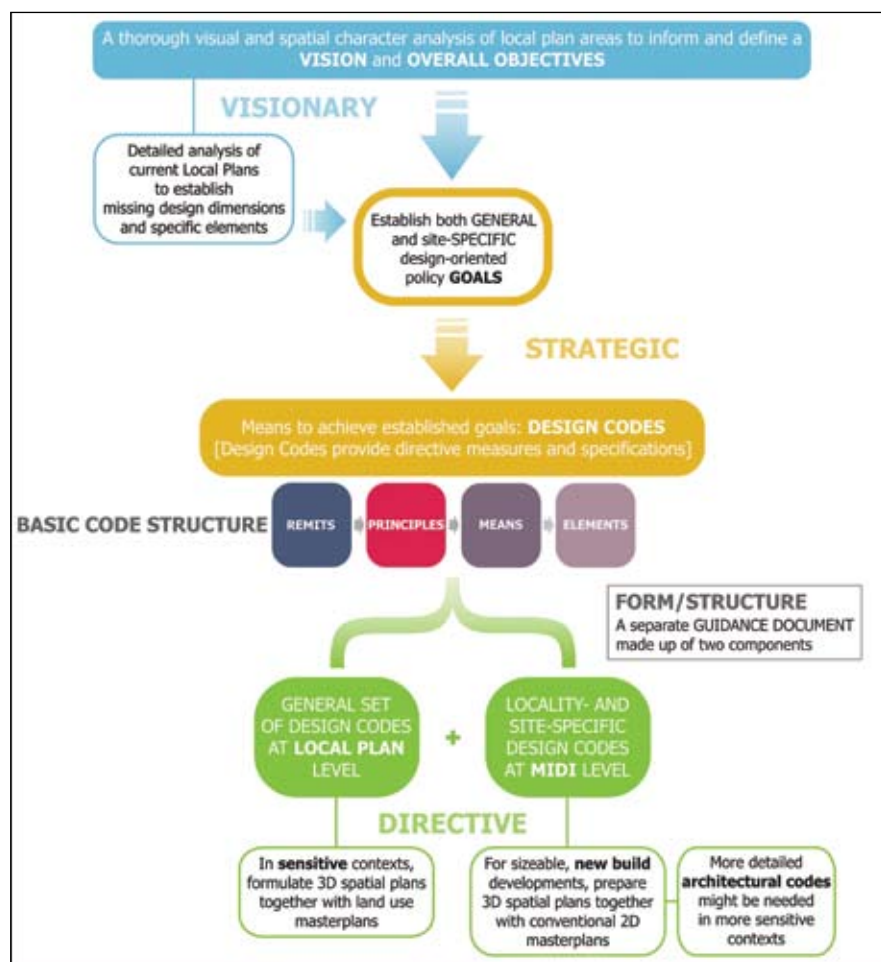 A thorough visual and spatial character analysis of local plan areas to inform and define a
VISION and OVERALL OBJECTIVES
VISIONARY
Detailed analysis of
current Local Plans
to establish
missing design dimensions
and specific elements
Establish both GENERAL
and site-SPECIFIC
design-oriented
policy GOALS
STRATEGIC
Means to achieve established goals: DESIGN CODES
[Design Codes provide directive measures and specifications]
BASIC CODE STRUCTURE
REMITS
PRINCIPLES
MEANS
ELEMENTS
FORM/STRUCTURE
A separate GUIDANCE DOCUMENT
made up of two components
GENERAL SET
OF DESIGN CODES
AT LOCAL PLAN
LEVEL
+
LOCALITY- AND
SITE-SPECIFIC
DESIGN CODES
AT MIDI LEVEL
DIRECTIVE
In sensitive contexts,
formulate 3D spatial plans
together with land use
masterplans
For sizeable, new build
developments, prepare
3D spatial plans together
with conventional 2D
masterplans
More detailed
architectural codes
might be needed
in more sensitive
contexts